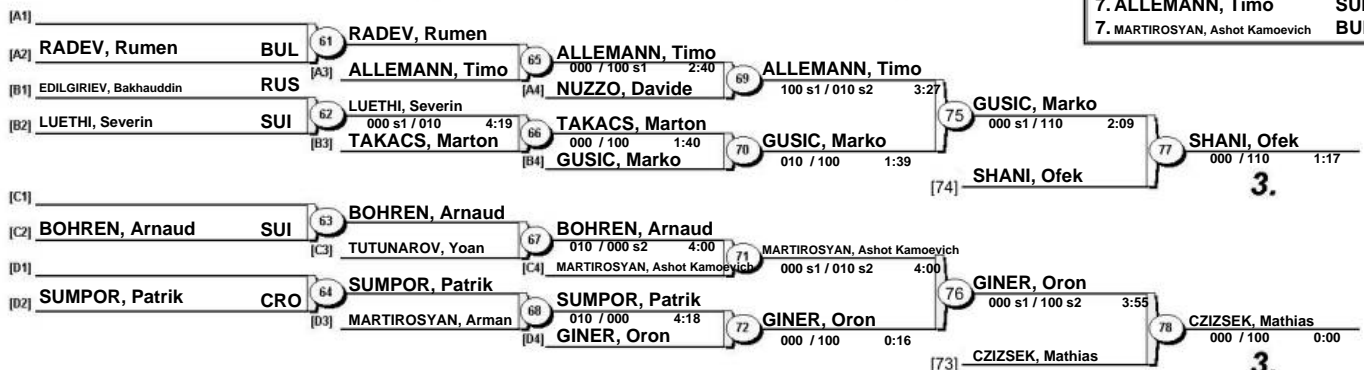 7. ALLEMANN, Timo
7. MARTIROSYAN, Ashot Kamoevich
[A1]
[A2] RADEV, Rumen BUL
61
RADEV, Rumen
[A3] ALLEMANN, Timo
[B1] EDILGIRIEV, Bakhauddin RUS
[B2] LUETHI, Severin SUI
62
LUETHI, Severin
000 s1 / 010 4:19
[B3] TAKACS, Marton
65
ALLEMANN, Timo
000 / 100 s1 2:40
[A4] NUZZO, Davide
66
TAKACS, Marton
000 / 100 1:40
[B4] GUSIC, Marko
69
ALLEMANN, Timo
100 s1 / 010 s2 3:27
70
GUSIC, Marko
010 / 100 1:39
75
GUSIC, Marko
000 s1 / 110 2:09
[74] SHANI, Ofek
77
SHANI, Ofek
000 / 110 1:17
3.
[C1]
[C2] BOHREN, Arnaud SUI
63
BOHREN, Arnaud
[C3] TUTUNAROV, Yoan
[D1]
[D2] SUMPOR, Patrik CRO
64
SUMPOR, Patrik
[D3] MARTIROSYAN, Arman
67
BOHREN, Arnaud
010 / 000 s2 4:00
[C4] MARTIROSYAN, Ashot Kamoevich
68
SUMPOR, Patrik
010 / 000 4:18
[D4] GINER, Oron
71
MARTIROSYAN, Ashot Kamoevich
000 s1 / 010 s2 4:00
72
GINER, Oron
000 / 100 0:16
76
GINER, Oron
000 s1 / 100 s2 3:55
[73] CZIZSEK, Mathias
78
CZIZSEK, Mathias
000 / 100 0:00
3.